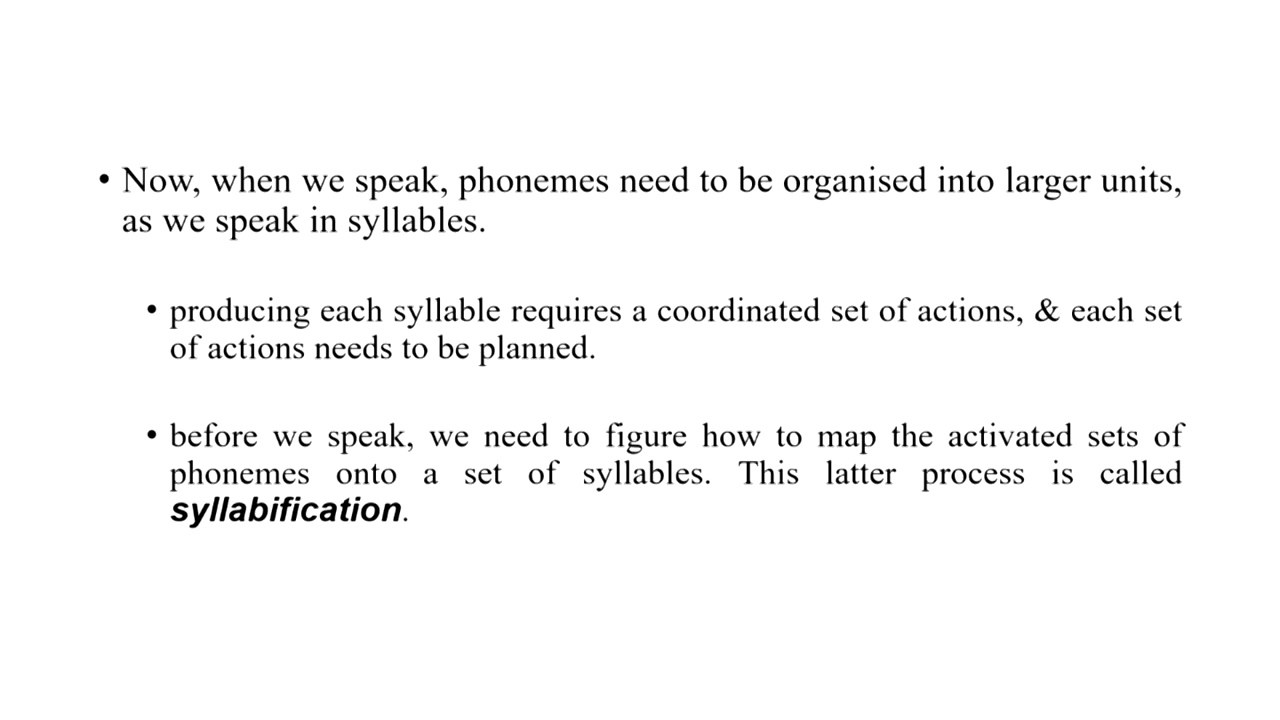 • Now, when we speak, phonemes need to be organised into larger units,
as we speak in syllables.
• producing each syllable requires a coordinated set of actions, & each set
of actions needs to be planned.
• before we speak, we need to figure how to map the activated sets of
phonemes onto a set of syllables. This latter process is called
syllabification.